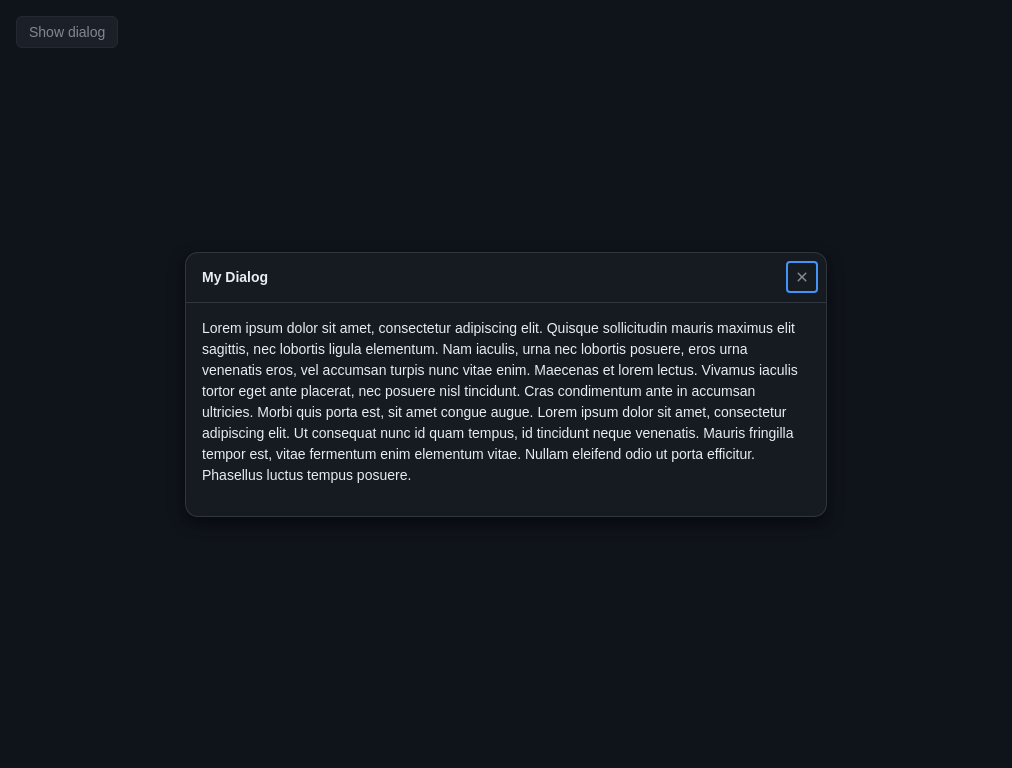 Show dialog
My Dialog
Lorem ipsum dolor sit amet, consectetur adipiscing elit. Quisque sollicitudin mauris maximus elit
sagittis, nec lobortis ligula elementum. Nam iaculis, urna nec lobortis posuere, eros urna
venenatis eros, vel accumsan turpis nunc vitae enim. Maecenas et lorem lectus. Vivamus iaculis
tortor eget ante placerat, nec posuere nisl tincidunt. Cras condimentum ante in accumsan
ultricies. Morbi quis porta est, sit amet congue augue. Lorem ipsum dolor sit amet, consectetur
adipiscing elit. Ut consequat nunc id quam tempus, id tincidunt neque venenatis. Mauris fringilla
tempor est, vitae fermentum enim elementum vitae. Nullam eleifend odio ut porta efficitur.
Phasellus luctus tempus posuere.